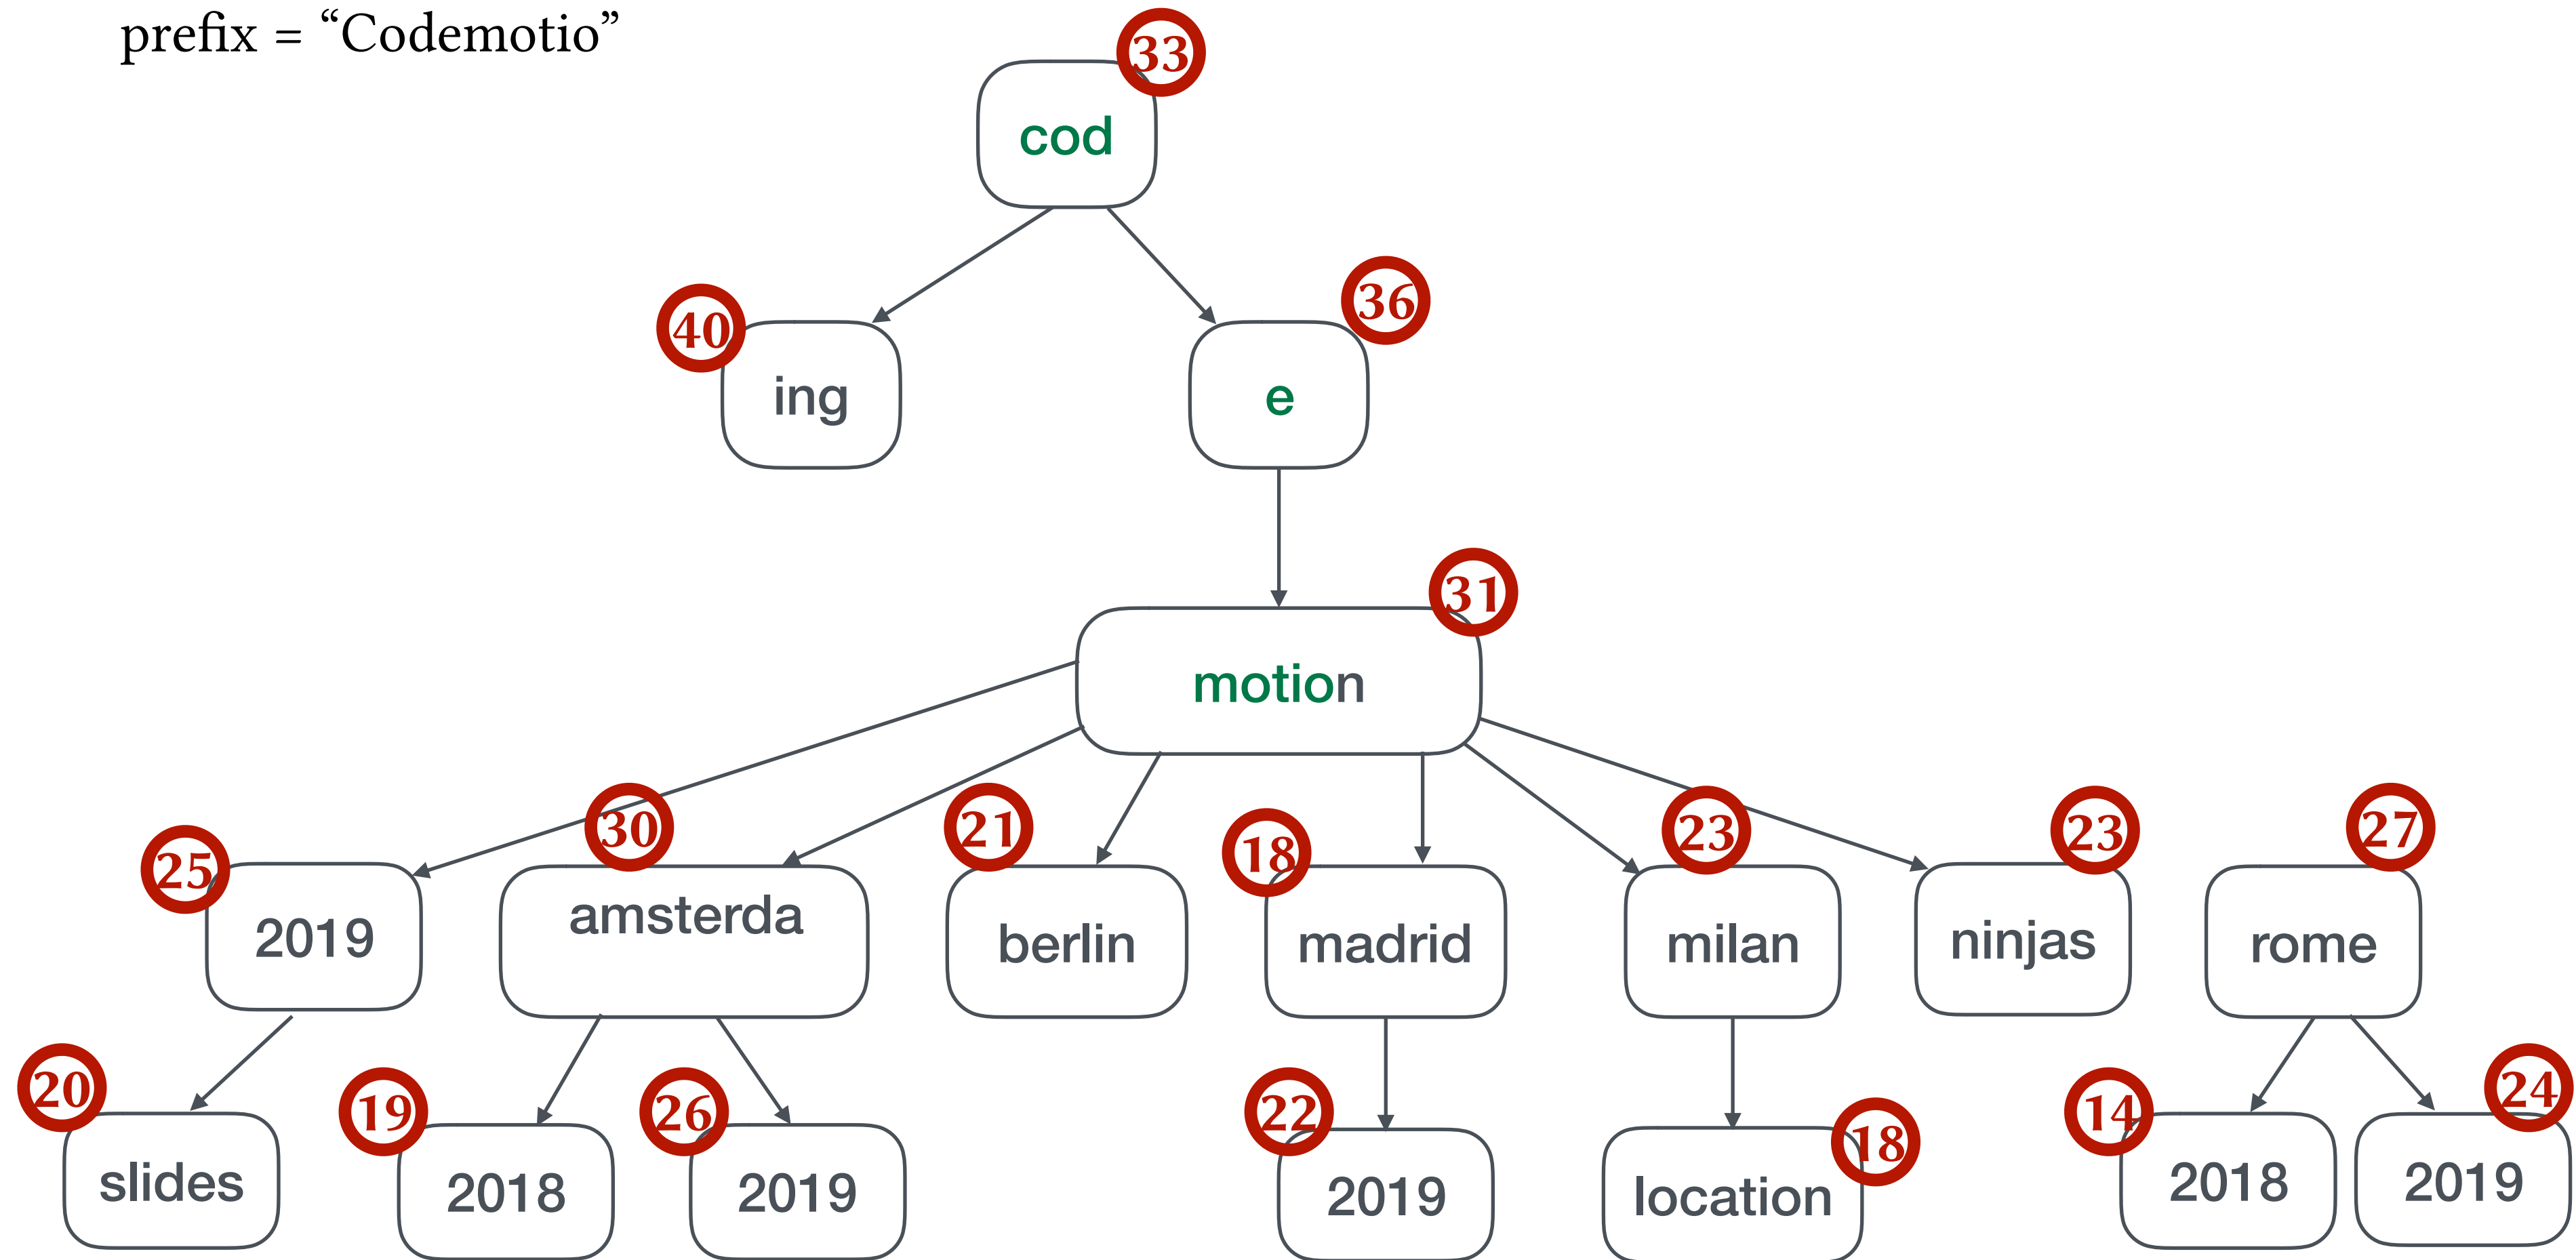 prefix = “Codemotio”
33
cod
40
36
ing
e
31
motion
25
30
21
18
23
23
27
2019
amsterda
berlin
madrid
milan
ninjas
rome
20
19
26
22
18
14
24
slides
2018
2019
2019
location
2018
2019